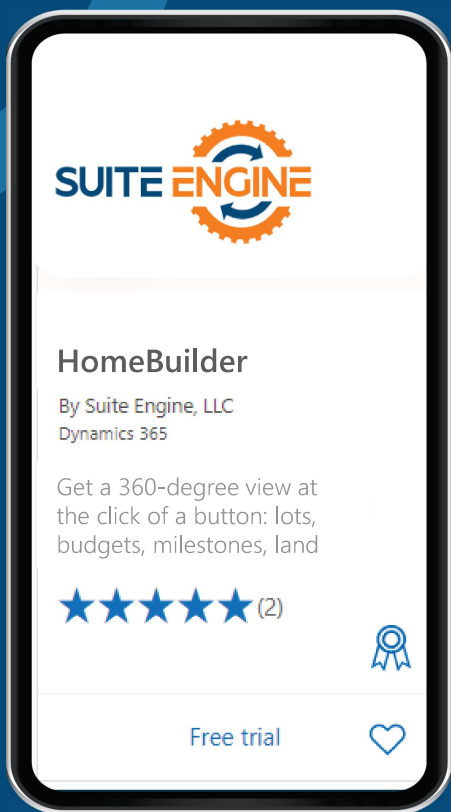 SUITE ENGINE
HomeBuilder
By Suite Engine, LLC
Dynamics 365
Get a 360-degree view at
the click of a button: lots,
budgets, milestones, land
(2)
Free trial